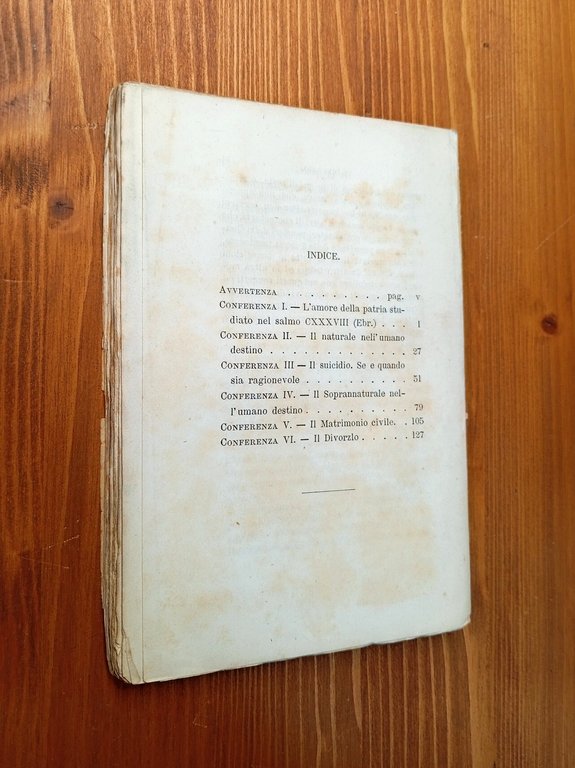 INDICE.
AVVERTENZA . . . . . . . . . pag. V
CONFERENZA I. — L'amore della patria stu-
diato nel salmo CXXXVIII (Ebr.) . . . 1
CONFERENZA II. — Il naturale nell'umano
destino . . . . . . . . . . . . 27
CONFERENZA III — Il suicidio. Se e quando
sia ragionevole . . . . . . . . . 51
CONFERENZA IV. — Il Soprannaturale nel-
l'umano destino . . . . . . . . . 79
CONFERENZA V. — Il Matrimonio civile. . 105
CONFERENZA VI. — Il Divorzlo . . . . 127